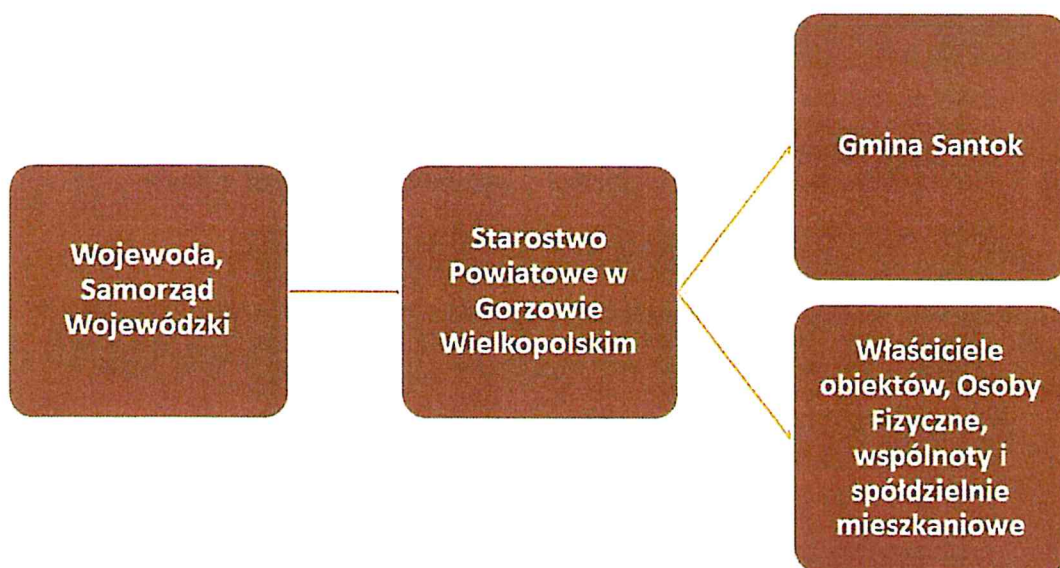 Wojewoda,
Samorząd
Wojewódzki
Starostwo
Powiatowe w
Gorzowie
Wielkopolskim
Gmina Santok
Właściciele
obiektów, Osoby
Fizyczne,
wspólnoty i
spółdzielnie
mieszkaniowe